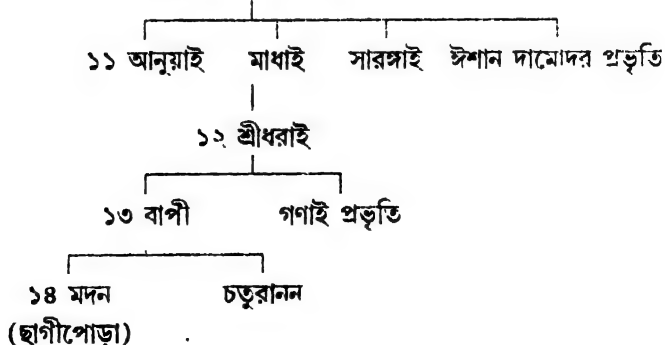 ১১ আনুয়াই মাধাই সারঙ্গাই ঈশান দামোদর প্রভৃতি
১২ শ্রীধরাই
১৩ বাপী গণাই প্রভৃতি
১৪ মদন চতুরানন
(ছাগীপোড়া)